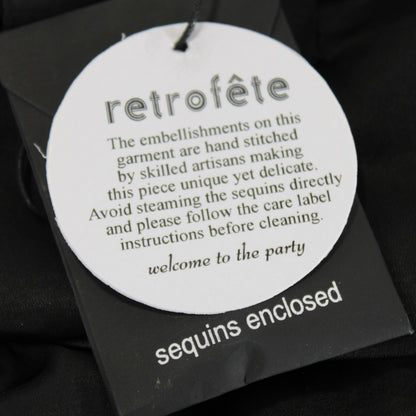 retrofête
The embellishments on this
garment are hand stitched
by skilled artisans making
this piece unique yet delicate.
Avoid steaming the sequins directly
and please follow the care label
instructions before cleaning.
welcome to the party
sequins enclosed